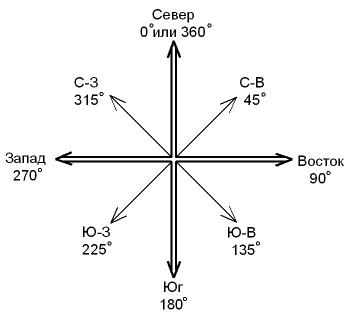 Север
0°или 360°
С-З
315°
С-В
45°
Запад
270°
Восток
90°
Ю-З
225°
Ю-В
135°
Юг
180°